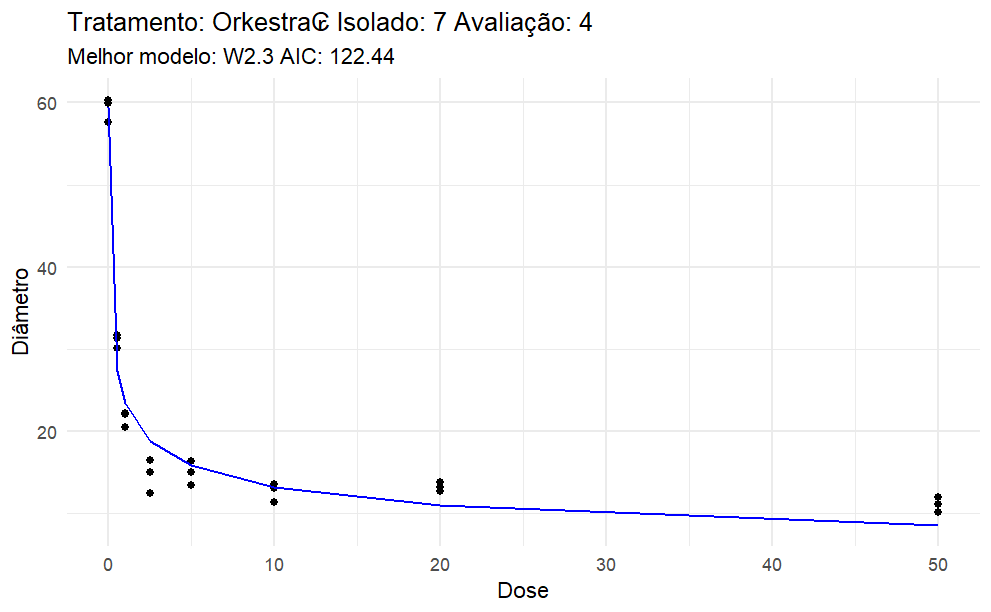 Tratamento: Orkestra₢ Isolado: 7 Avaliação: 4
Melhor modelo: W2.3 AIC: 122.44
60
40
20
Diâmetro
0
10
20
30
40
50
Dose